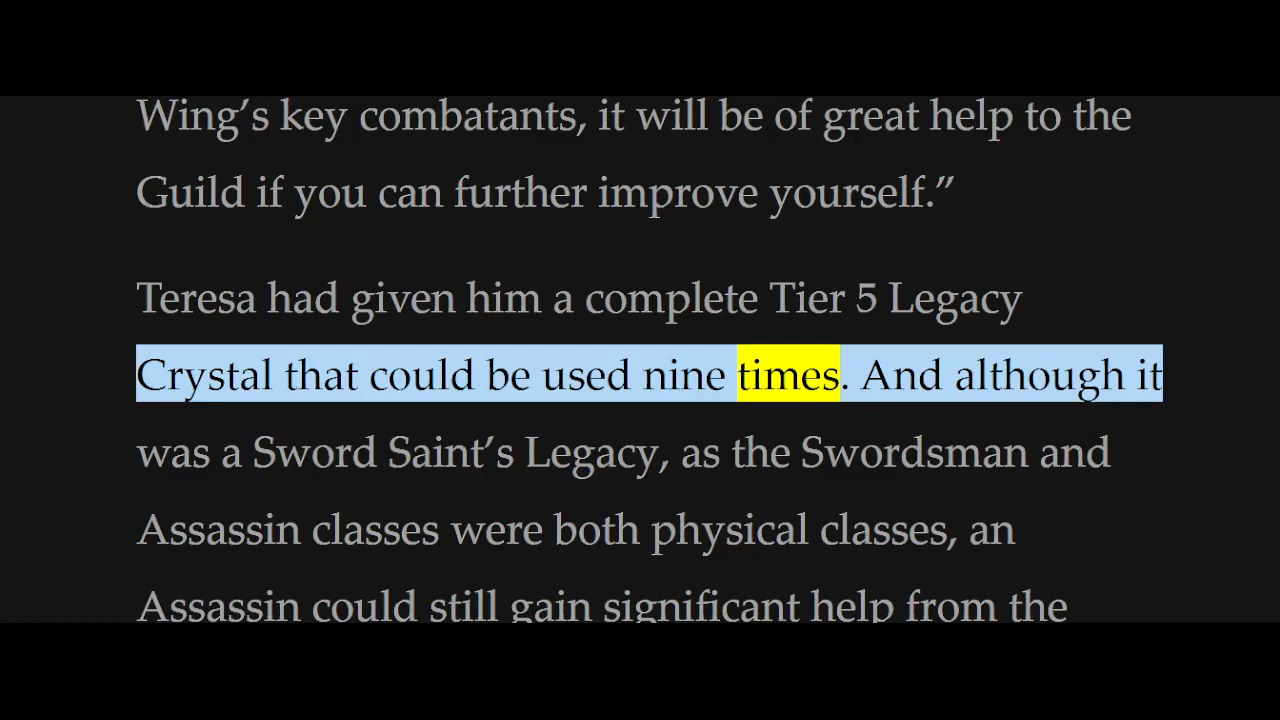 Wing’s key combatants, it will be of great help to the
Guild if you can further improve yourself.”
Teresa had given him a complete Tier 5 Legacy
Crystal that could be used nine times. And although it
was a Sword Saint’s Legacy, as the Swordsman and
Assassin classes were both physical classes, an
Assassin could still gain significant help from the